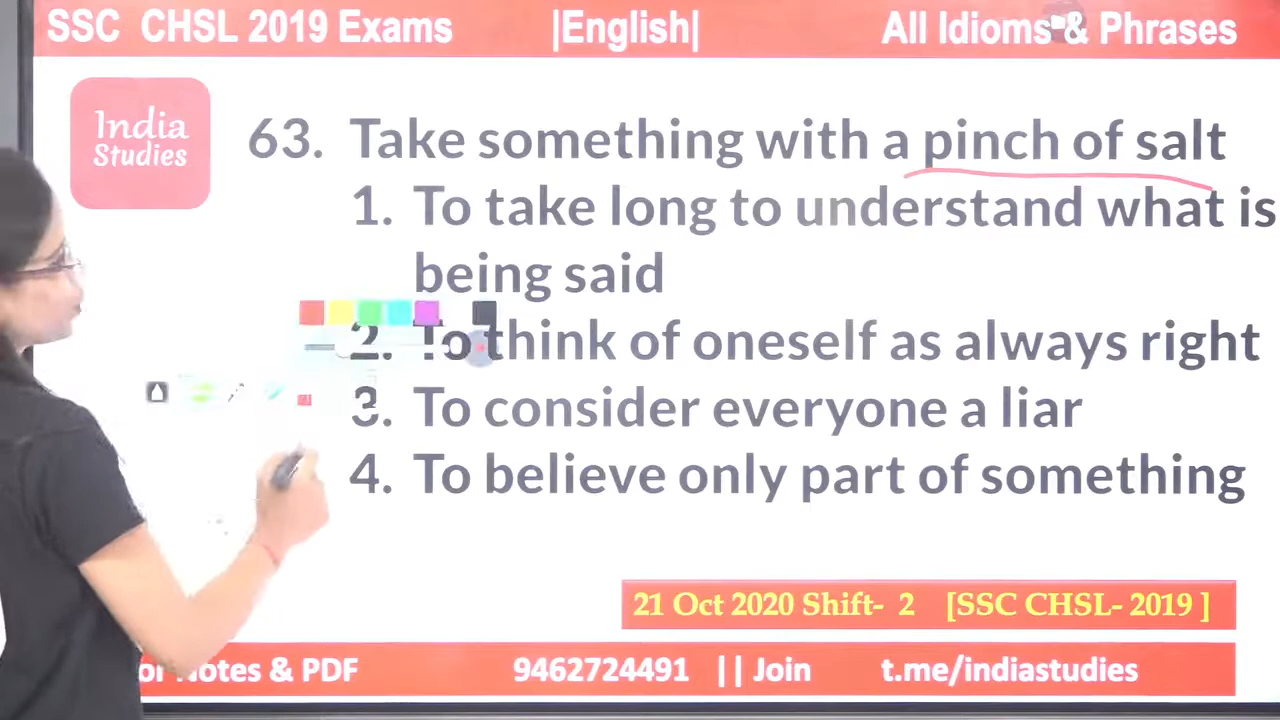 SSC CHSL 2019 Exams |English| All Idioms & Phrases
India
Studies
63. Take something with a pinch of salt
1. To take long to understand what is
being said
2. To think of oneself as always right
3. To consider everyone a liar
4. To believe only part of something
21 Oct 2020 Shift- 2 [SSC CHSL- 2019 ]
Notes & PDF 9462724491 || Join t.me/indiastudies